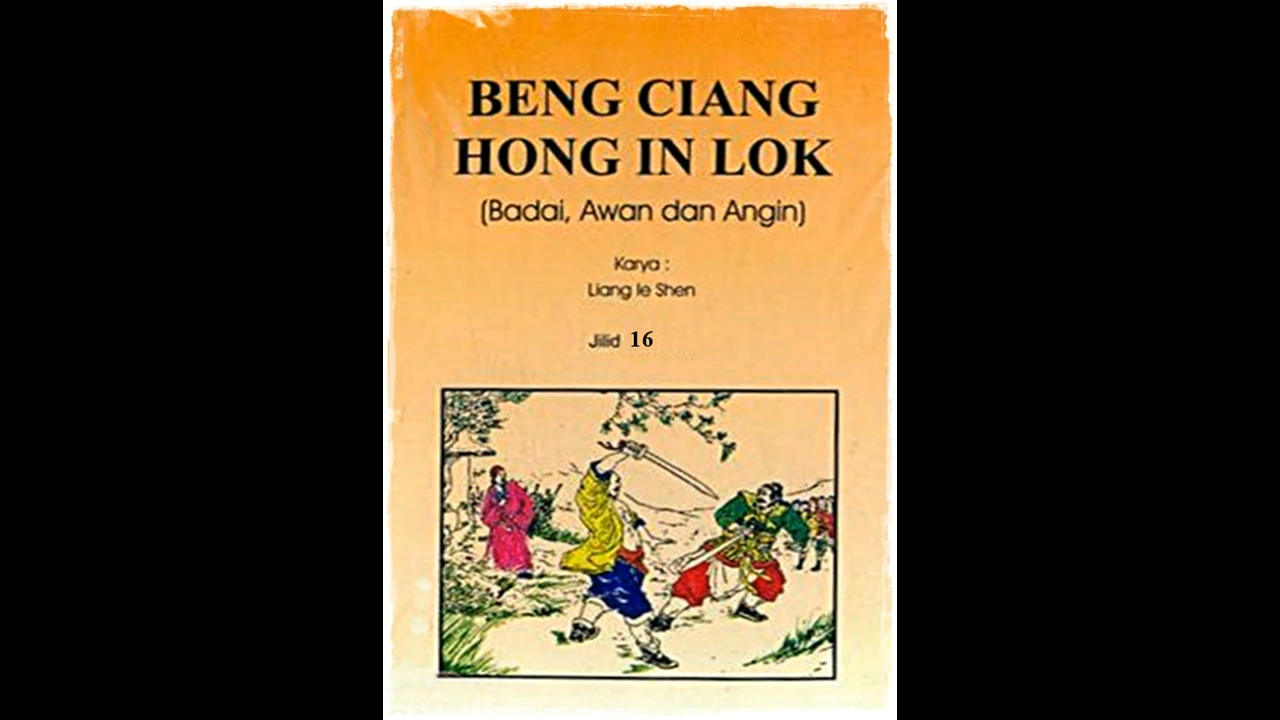 BENG CIANG
HONG IN LOK
(Badai, Awan dan Angin)
Karya :
Liang Ie Shen
Jilid 16